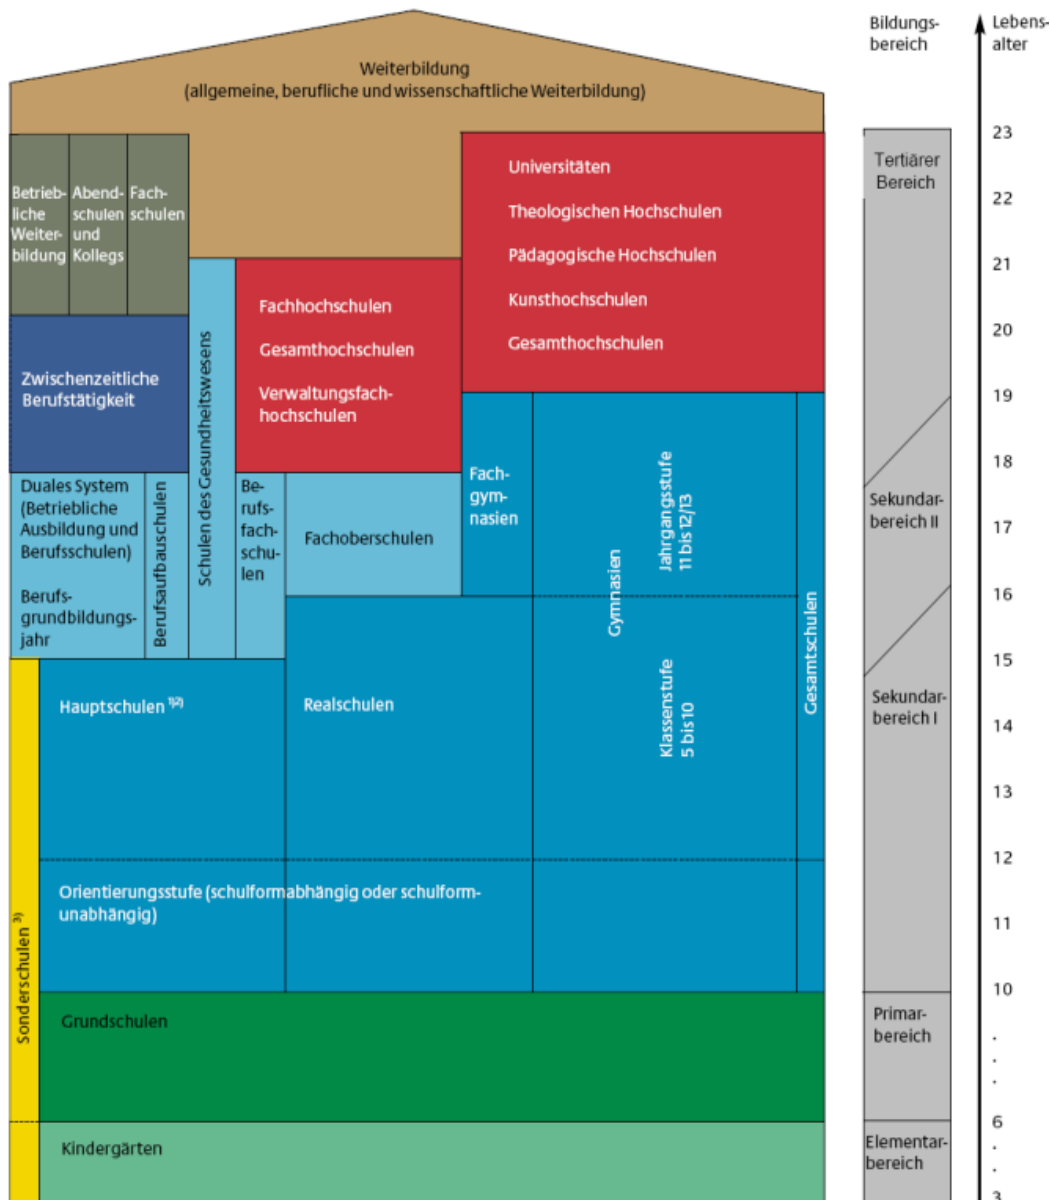 Bildungs-
bereich
Lebens-
alter
Weiterbildung
(allgemeine, berufliche und wissenschaftliche Weiterbildung)
Betrieb-
liche
Weiter-
bildung
Abend-
schulen
und
Kollegs
Fach-
schulen
Universitäten
Theologischen Hochschulen
Pädagogische Hochschulen
Kunsthochschulen
Gesamthochschulen
Fachhochschulen
Gesamthochschulen
Verwaltungsfach-
hochschulen
Zwischenzeitliche
Berufstätigkeit
Schulen des Gesundheitswesens
Duales System
(Betriebliche
Ausbildung und
Berufsschulen)
Berufs-
grundbildungs-
jahr
Berufsaufbauschulen
Be-
rufs-
fach-
schu-
len
Fachoberschulen
Fach-
gym-
nasien
Gymnasien
Jahrgangsstufe
11 bis 12/13
Klassenstufe
5 bis 10
Gesamtschulen
Hauptschulen 1)2)
Realschulen
Orientierungsstufe (schulformabhängig oder schulform-
unabhängig)
Sonderschulen 3)
Grundschulen
Kindergärten
Tertiärer
Bereich
Sekundar-
bereich II
Sekundar-
bereich I
Primar-
bereich
Elementar-
bereich
23
22
21
20
19
18
17
16
15
14
13
12
11
10
.
.
.
6
.
.
3